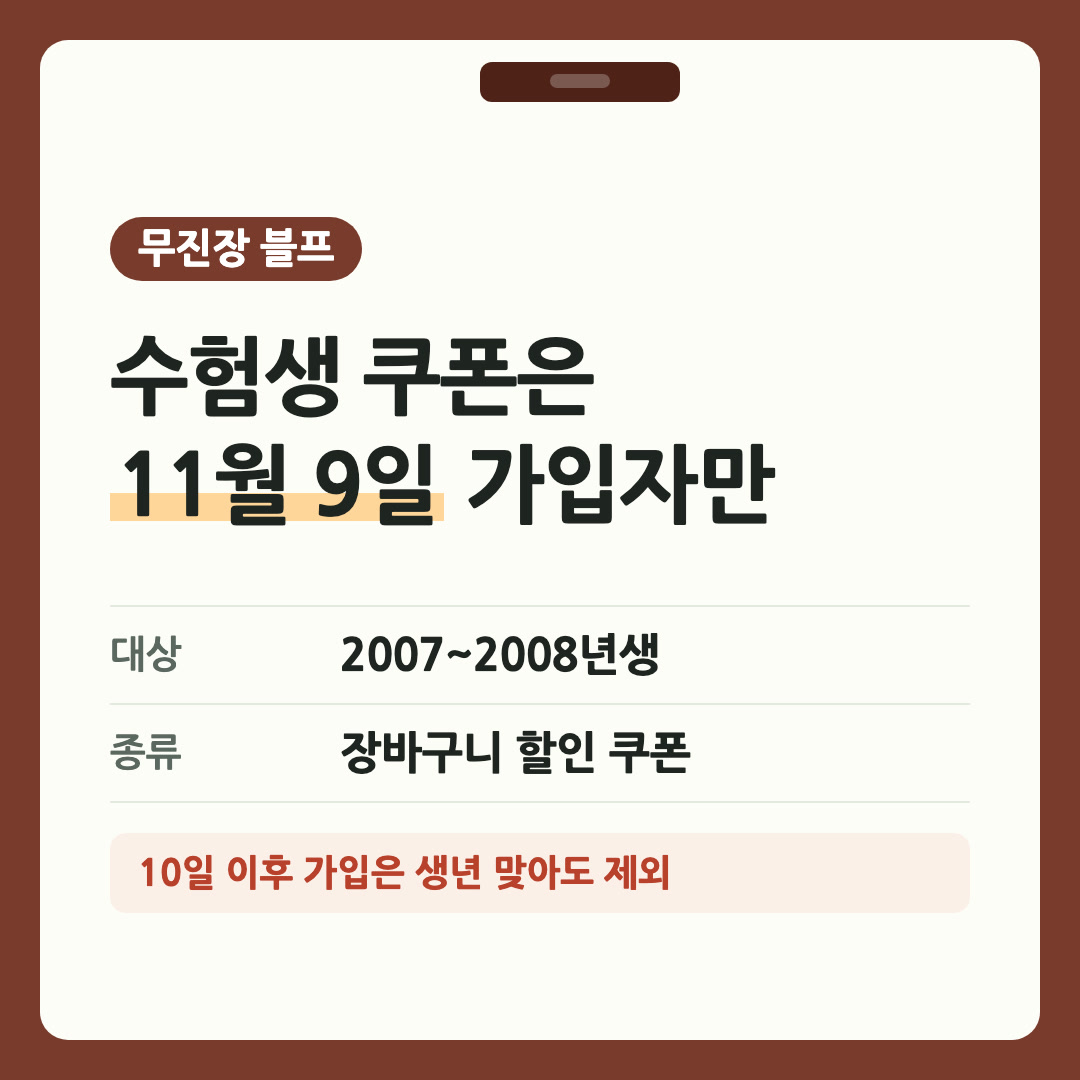 무진장 블프
수험생 쿠폰은
11월 9일 가입자만
대상 2007~2008년생
종류 장바구니 할인 쿠폰
10일 이후 가입은 생년 맞아도 제외